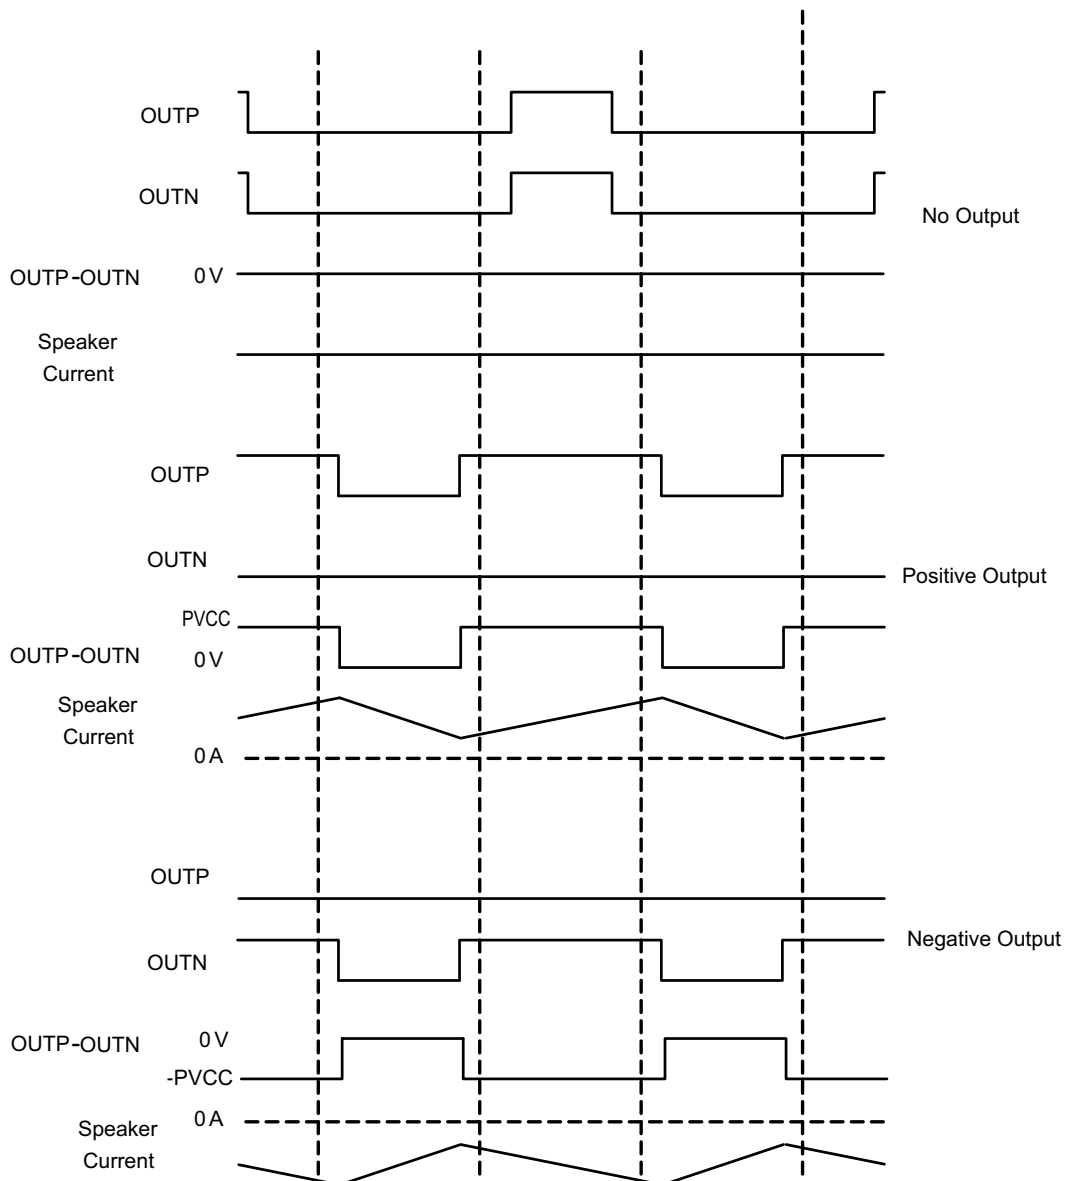 OUTP
OUTN
No Output
OUTP-OUTN 0 V
Speaker
Current
OUTP
OUTN
Positive Output
PVCC
OUTP-OUTN 0 V
Speaker
Current
0 A
OUTP
Negative Output
OUTN
OUTP-OUTN 0 V
-PVCC
0 A
Speaker
Current